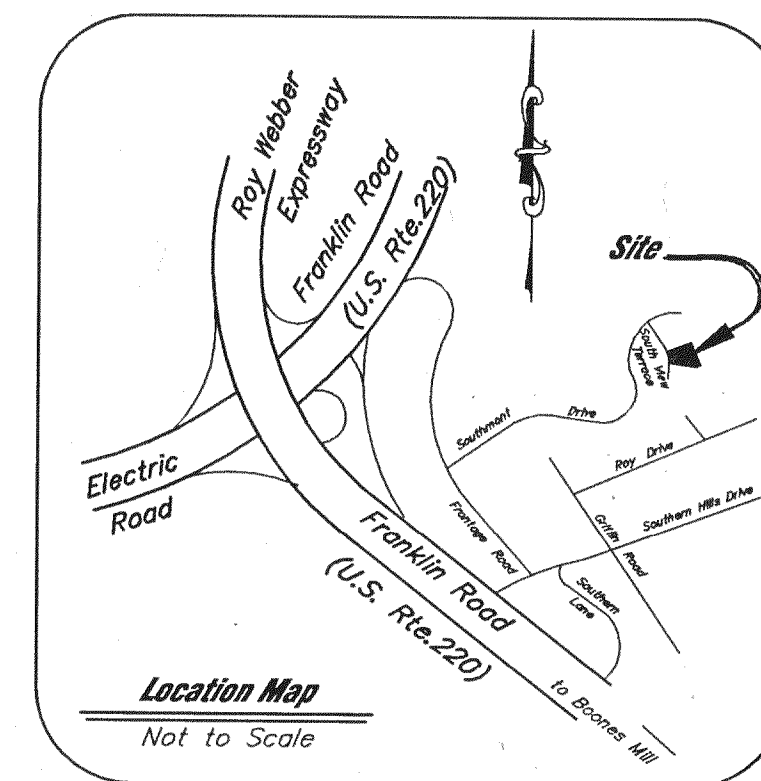 Roy Webber
Expressway
Franklin Road
(U.S. Rte.220)
Site
South View
Terrace
Southmont Drive
Roy Drive
Electric
Road
Frontage Road
Griffin Road
Southern Hills Drive
Franklin Road
(U.S. Rte.220)
Southern
Lane
to Boones Mill
Location Map
Not to Scale